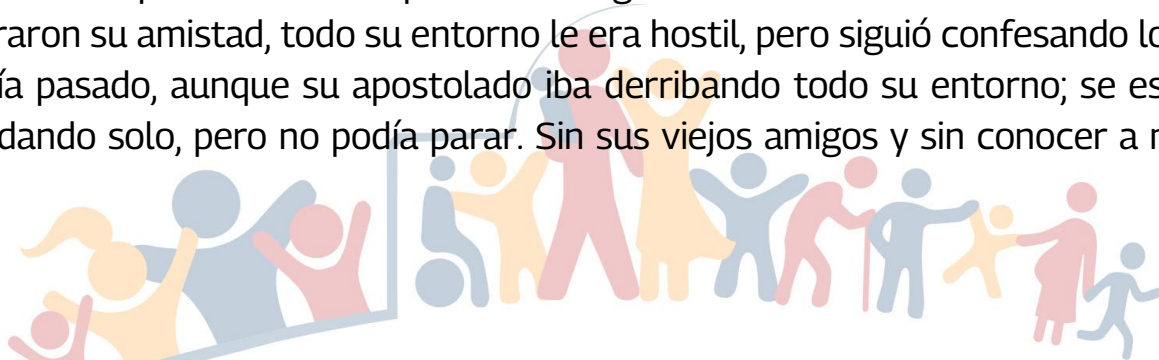 raron su amistad, todo su entorno le era hostil, pero siguió confesando lo
ía pasado, aunque su apostolado iba derribando todo su entorno; se es
dando solo, pero no podía parar. Sin sus viejos amigos y sin conocer a n